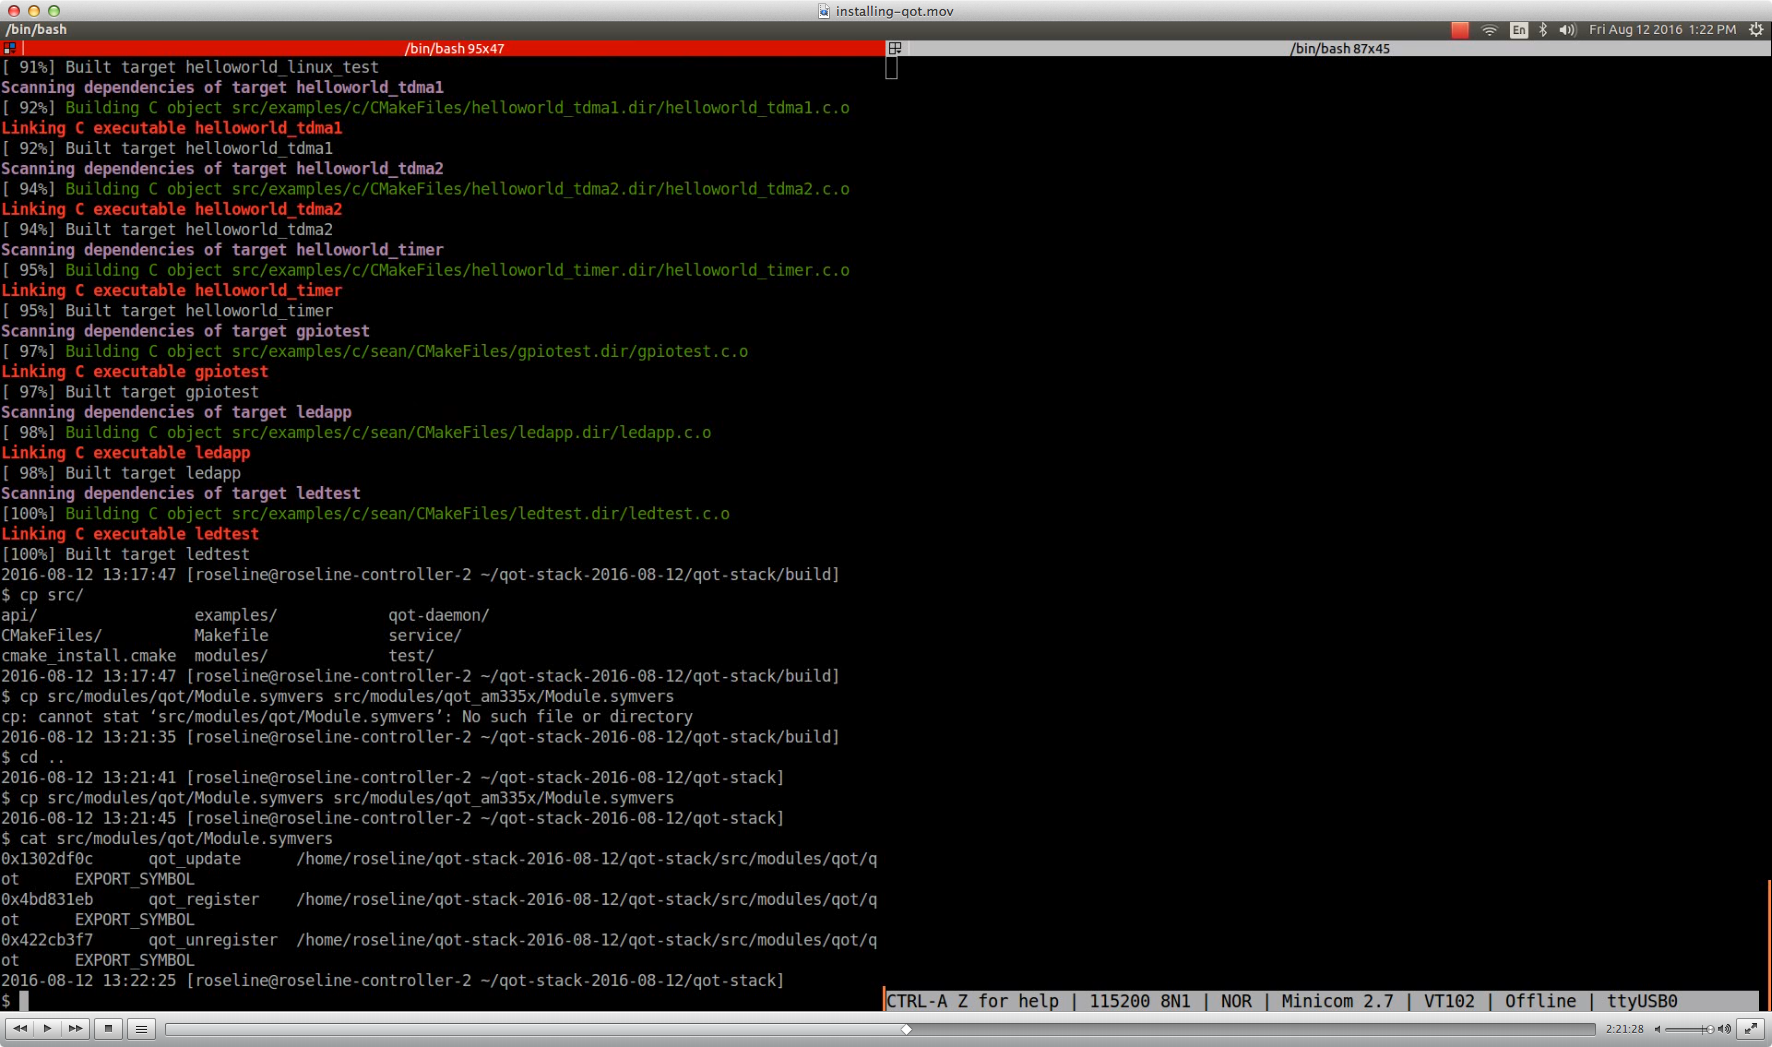 installing-qot.mov
/bin/bash
En
Fri Aug 12 2016 1:22 PM
/bin/bash 95x47
/bin/bash 87x45
[ 91%] Built target helloworld_linux_test
Scanning dependencies of target helloworld_tdma1
[ 92%] Building C object src/examples/c/CMakeFiles/helloworld_tdma1.dir/helloworld_tdma1.c.o
Linking C executable helloworld_tdma1
[ 92%] Built target helloworld_tdma1
Scanning dependencies of target helloworld_tdma2
[ 94%] Building C object src/examples/c/CMakeFiles/helloworld_tdma2.dir/helloworld_tdma2.c.o
Linking C executable helloworld_tdma2
[ 94%] Built target helloworld_tdma2
Scanning dependencies of target helloworld_timer
[ 95%] Building C object src/examples/c/CMakeFiles/helloworld_timer.dir/helloworld_timer.c.o
Linking C executable helloworld_timer
[ 95%] Built target helloworld_timer
Scanning dependencies of target gpiotest
[ 97%] Building C object src/examples/c/sean/CMakeFiles/gpiotest.dir/gpiotest.c.o
Linking C executable gpiotest
[ 97%] Built target gpiotest
Scanning dependencies of target ledapp
[ 98%] Building C object src/examples/c/sean/CMakeFiles/ledapp.dir/ledapp.c.o
Linking C executable ledapp
[ 98%] Built target ledapp
Scanning dependencies of target ledtest
[100%] Building C object src/examples/c/sean/CMakeFiles/ledtest.dir/ledtest.c.o
Linking C executable ledtest
[100%] Built target ledtest
2016-08-12 13:17:47 [roseline@roseline-controller-2 ~/qot-stack-2016-08-12/qot-stack/build]
$ cp src/
api/ examples/ qot-daemon/
CMakeFiles/ Makefile service/
cmake_install.cmake modules/ test/
2016-08-12 13:17:47 [roseline@roseline-controller-2 ~/qot-stack-2016-08-12/qot-stack/build]
$ cp src/modules/qot/Module.symvers src/modules/qot_am335x/Module.symvers
cp: cannot stat ‘src/modules/qot/Module.symvers’: No such file or directory
2016-08-12 13:21:35 [roseline@roseline-controller-2 ~/qot-stack-2016-08-12/qot-stack/build]
$ cd ..
2016-08-12 13:21:41 [roseline@roseline-controller-2 ~/qot-stack-2016-08-12/qot-stack]
$ cp src/modules/qot/Module.symvers src/modules/qot_am335x/Module.symvers
2016-08-12 13:21:45 [roseline@roseline-controller-2 ~/qot-stack-2016-08-12/qot-stack]
$ cat src/modules/qot/Module.symvers
0x1302df0c qot_update /home/roseline/qot-stack-2016-08-12/qot-stack/src/modules/qot/q
ot EXPORT_SYMBOL
0x4bd831eb qot_register /home/roseline/qot-stack-2016-08-12/qot-stack/src/modules/qot/q
ot EXPORT_SYMBOL
0x422cb3f7 qot_unregister /home/roseline/qot-stack-2016-08-12/qot-stack/src/modules/qot/q
ot EXPORT_SYMBOL
2016-08-12 13:22:25 [roseline@roseline-controller-2 ~/qot-stack-2016-08-12/qot-stack]
$
CTRL-A Z for help | 115200 8N1 | NOR | Minicom 2.7 | VT102 | Offline | ttyUSB0
2:21:28